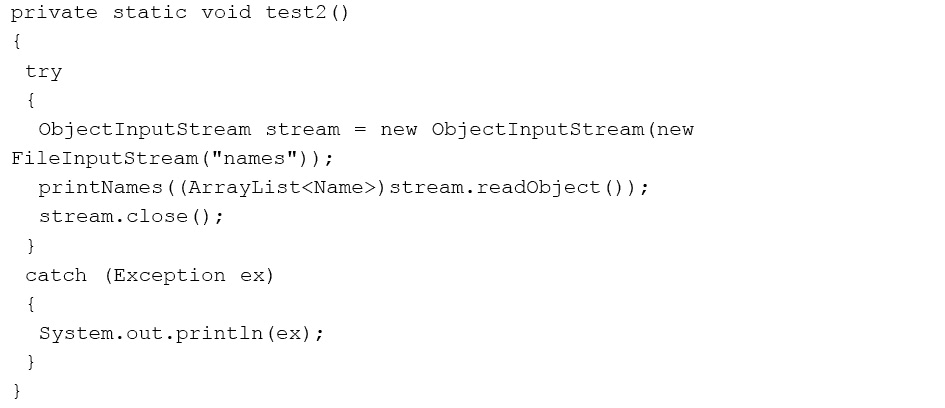 private static void test2()
{
 try
 {
  ObjectInputStream stream = new ObjectInputStream(new
FileInputStream("names"));
  printNames((ArrayList<Name>)stream.readObject());
  stream.close();
 }
 catch (Exception ex)
 {
  System.out.println(ex);
 }
}